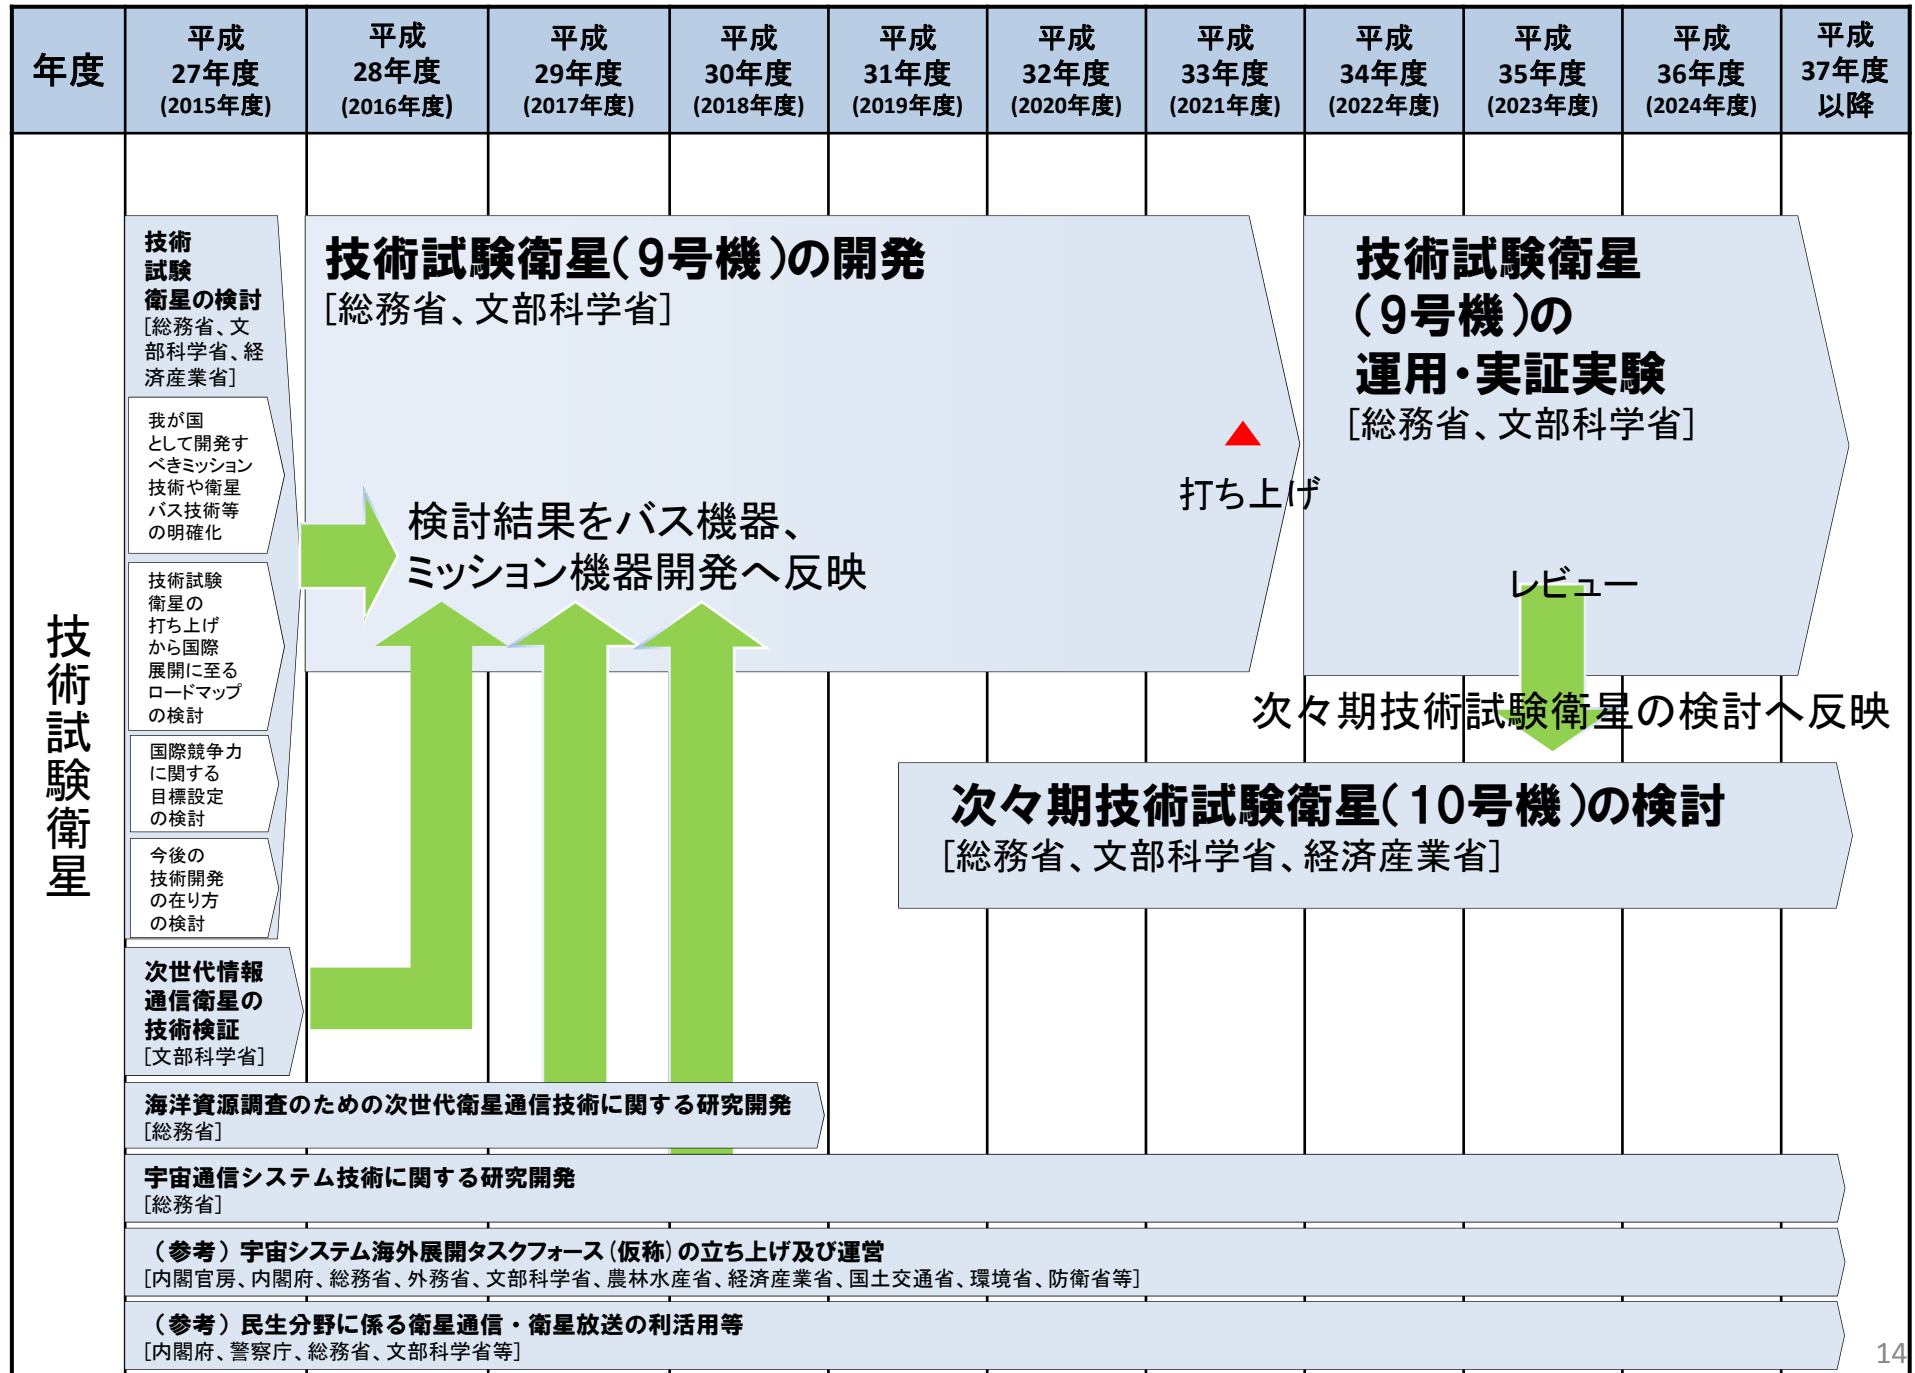 年度
平成
27年度
(2015年度)
平成
28年度
(2016年度)
平成
29年度
(2017年度)
平成
30年度
(2018年度)
平成
31年度
(2019年度)
平成
32年度
(2020年度)
平成
33年度
(2021年度)
平成
34年度
(2022年度)
平成
35年度
(2023年度)
平成
36年度
(2024年度)
平成
37年度
以降
技術試験衛星
技術
試験
衛星の検討
[総務省、文
部科学省、経
済産業省]
我が国
として開発す
べきミッション
技術や衛星
バス技術等
の明確化
技術試験
衛星の
打ち上げ
から国際
展開に至る
ロードマップ
の検討
国際競争力
に関する
目標設定
の検討
今後の
技術開発
の在り方
の検討
技術試験衛星(9号機)の開発
[総務省、文部科学省]
検討結果をバス機器、
ミッション機器開発へ反映
打ち上げ
技術試験衛星
(9号機)の
運用・実証実験
[総務省、文部科学省]
レビュー
次々期技術試験衛星の検討へ反映
次々期技術試験衛星(10号機)の検討
[総務省、文部科学省、経済産業省]
次世代情報
通信衛星の
技術検証
[文部科学省]
海洋資源調査のための次世代衛星通信技術に関する研究開発
[総務省]
宇宙通信システム技術に関する研究開発
[総務省]
(参考)宇宙システム海外展開タスクフォース(仮称)の立ち上げ及び運営
[内閣官房、内閣府、総務省、外務省、文部科学省、農林水産省、経済産業省、国土交通省、環境省、防衛省等]
(参考)民生分野に係る衛星通信・衛星放送の利活用等
[内閣府、警察庁、総務省、文部科学省等]
14